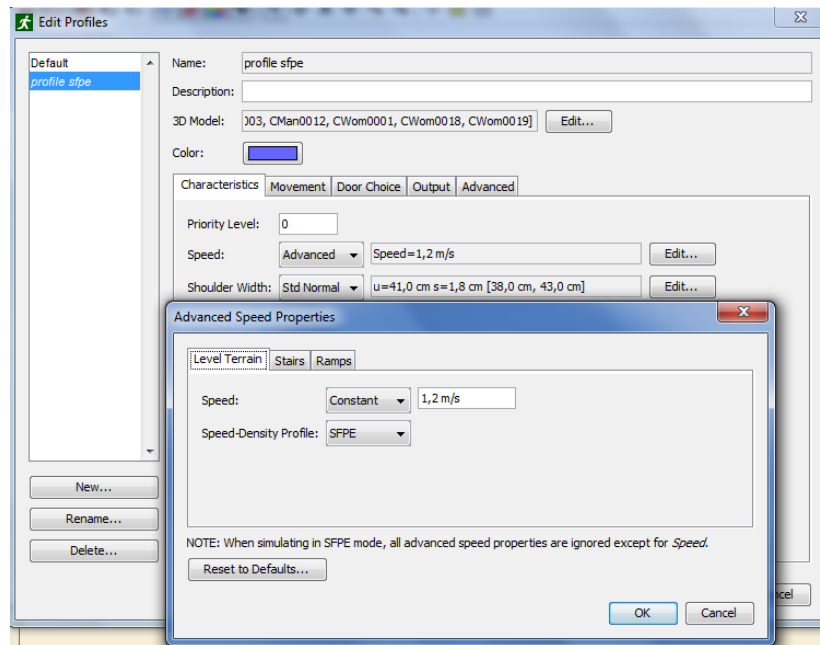 Edit Profiles
Default
profile sfpe
Name: profile sfpe
Description:
3D Model: 003, CMan0012, CWom0001, CWom0018, CWom0019] Edit...
Color:
Characteristics Movement Door Choice Output Advanced
Priority Level: 0
Speed: Advanced Speed=1,2 m/s Edit...
Shoulder Width: Std Normal u=41,0 cm s=1,8 cm [38,0 cm, 43,0 cm] Edit...
Advanced Speed Properties
Level Terrain Stairs Ramps
Speed: Constant 1,2 m/s
Speed-Density Profile: SFPE
NOTE: When simulating in SFPE mode, all advanced speed properties are ignored except for Speed.
Reset to Defaults...
OK Cancel
New...
Rename...
Delete...
cel